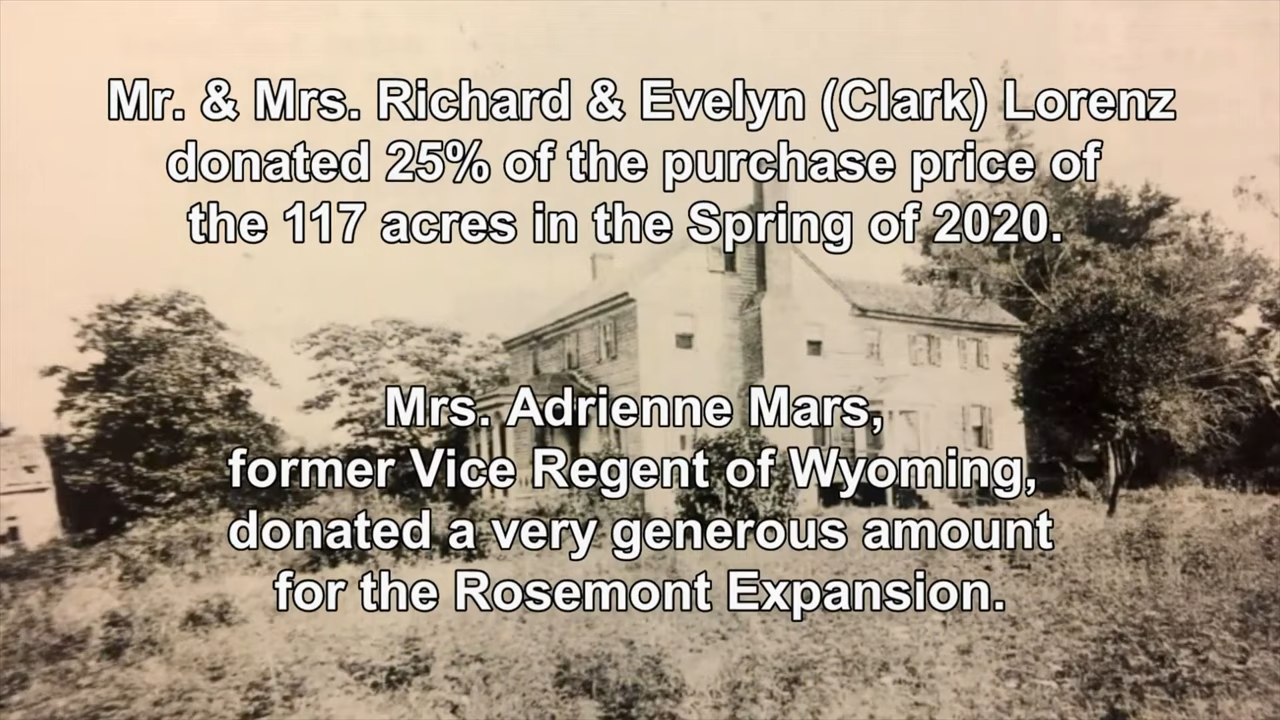 Mr. & Mrs. Richard & Evelyn (Clark) Lorenz
donated 25% of the purchase price of
the 117 acres in the Spring of 2020.
Mrs. Adrienne Mars,
former Vice Regent of Wyoming,
donated a very generous amount
for the Rosemont Expansion.